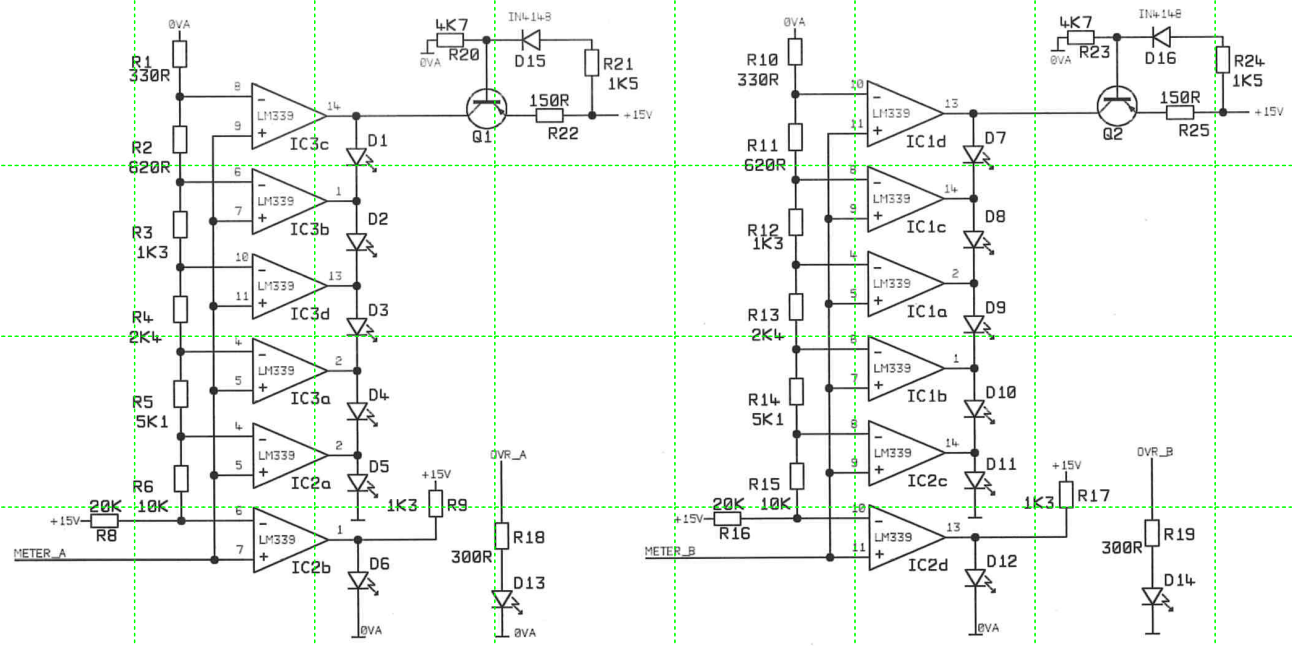 0VA
R1
330R
R2
620R
R3
1K3
R4
2K4
R5
5K1
R6
10K
20K
+15V
R8
METER_A
8
9
-
+
LM339
14
IC3c
6
7
-
+
LM339
1
IC3b
10
11
-
+
LM339
13
IC3d
4
5
-
+
LM339
2
IC3a
4
5
-
+
LM339
2
IC2a
6
7
-
+
LM339
1
IC2b
D1
D2
D3
D4
D5
D6
0VA
4K7
R20
0VA
IN4148
D15
R21
1K5
150R
R22
+15V
Q1
+15V
1K3
R9
OVR_A
R18
300R
D13
0VA
0VA
R10
330R
R11
620R
R12
1K3
R13
2K4
R14
5K1
R15
10K
20K
+15V
R16
METER_B
10
11
-
+
LM339
13
IC1d
8
9
-
+
LM339
14
IC1c
4
5
-
+
LM339
2
IC1a
6
7
-
+
LM339
1
IC1b
8
9
-
+
LM339
14
IC2c
10
11
-
+
LM339
13
IC2d
D7
D8
D9
D10
D11
D12
0VA
4K7
R23
0VA
IN4148
D16
R24
1K5
150R
R25
+15V
Q2
+15V
1K3
R17
OVR_B
R19
300R
D14